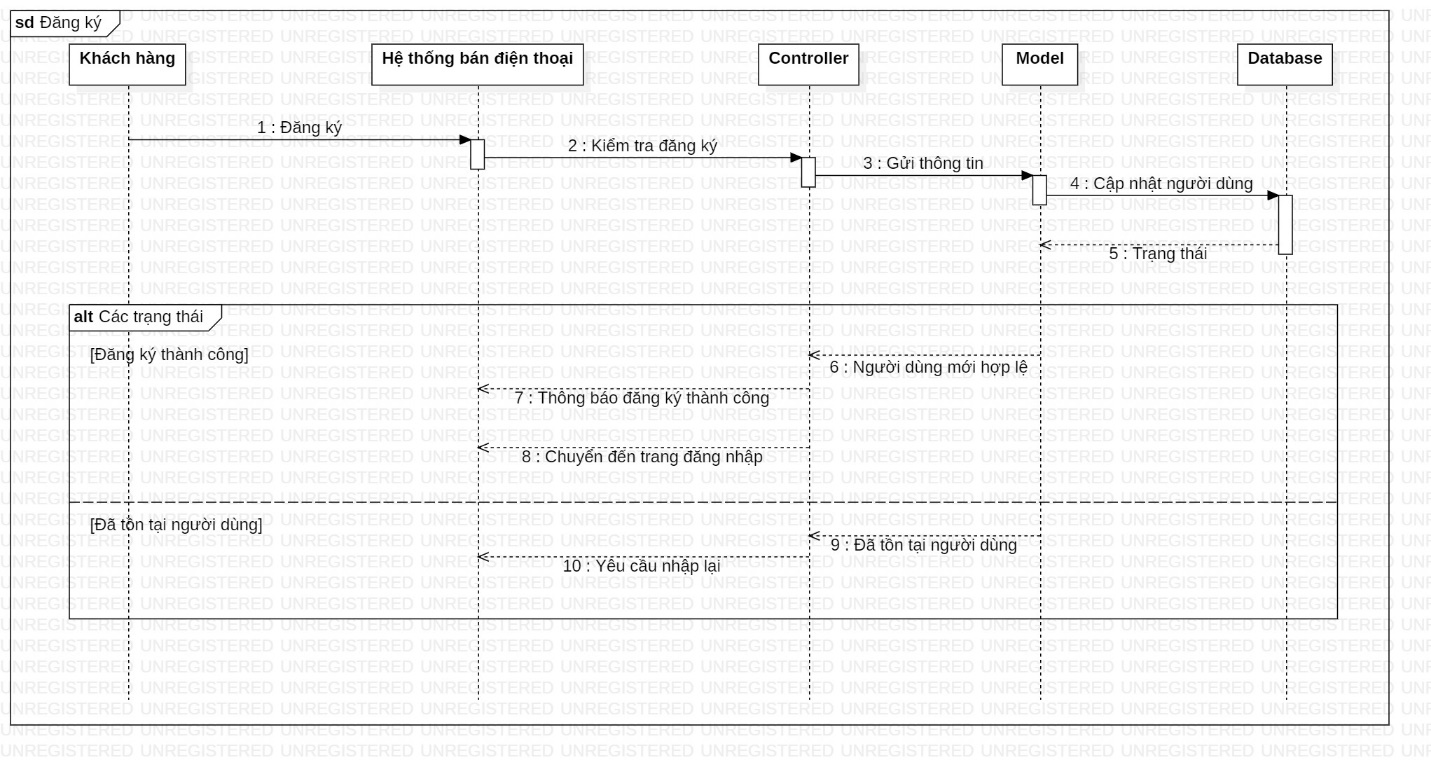 sd Đăng ký
Khách hàng
Hệ thống bán điện thoại
Controller
Model
Database
1 : Đăng ký
2 : Kiểm tra đăng ký
3 : Gửi thông tin
4 : Cập nhật người dùng
5 : Trạng thái
alt Các trạng thái
[Đăng ký thành công]
6 : Người dùng mới hợp lệ
7 : Thông báo đăng ký thành công
8 : Chuyển đến trang đăng nhập
[Đã tồn tại người dùng]
9 : Đã tồn tại người dùng
10 : Yêu cầu nhập lại
UNREGISTERED